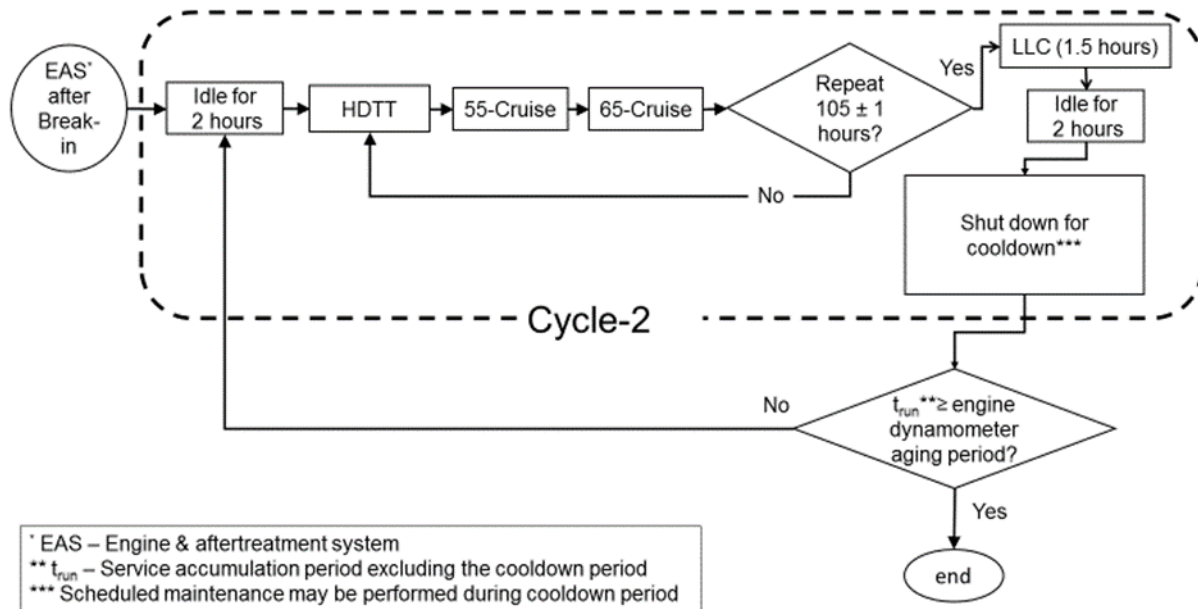 EAS*
after
Break-
in
Idle for
2 hours
HDTT
55-Cruise
65-Cruise
Repeat
105 ± 1
hours?
Yes
No
LLC (1.5 hours)
Idle for
2 hours
Shut down for
cooldown***
Cycle-2
No
trun**≥ engine
dynamometer
aging period?
Yes
end
* EAS – Engine & aftertreatment system
** trun – Service accumulation period excluding the cooldown period
*** Scheduled maintenance may be performed during cooldown period